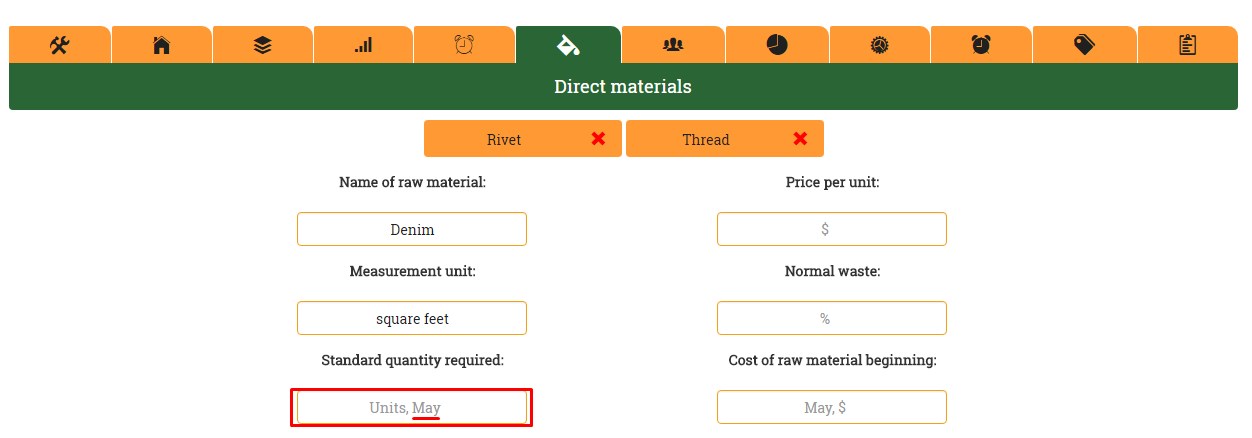 Direct materials
Rivet
Thread
Name of raw material:
Price per unit:
Denim
$
Measurement unit:
Normal waste:
square feet
%
Standard quantity required:
Cost of raw material beginning:
Units, May
May, $